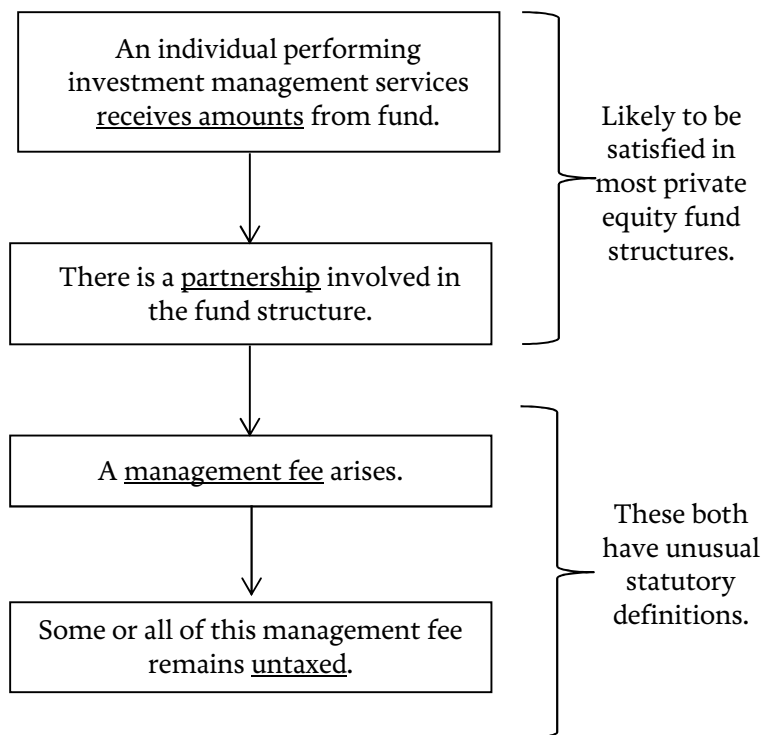 An individual performing
investment management services
receives amounts from fund.
Likely to be
satisfied in
most private
equity fund
structures.
There is a partnership involved in
the fund structure.
A management fee arises.
These both
have unusual
statutory
definitions.
Some or all of this management fee
remains untaxed.